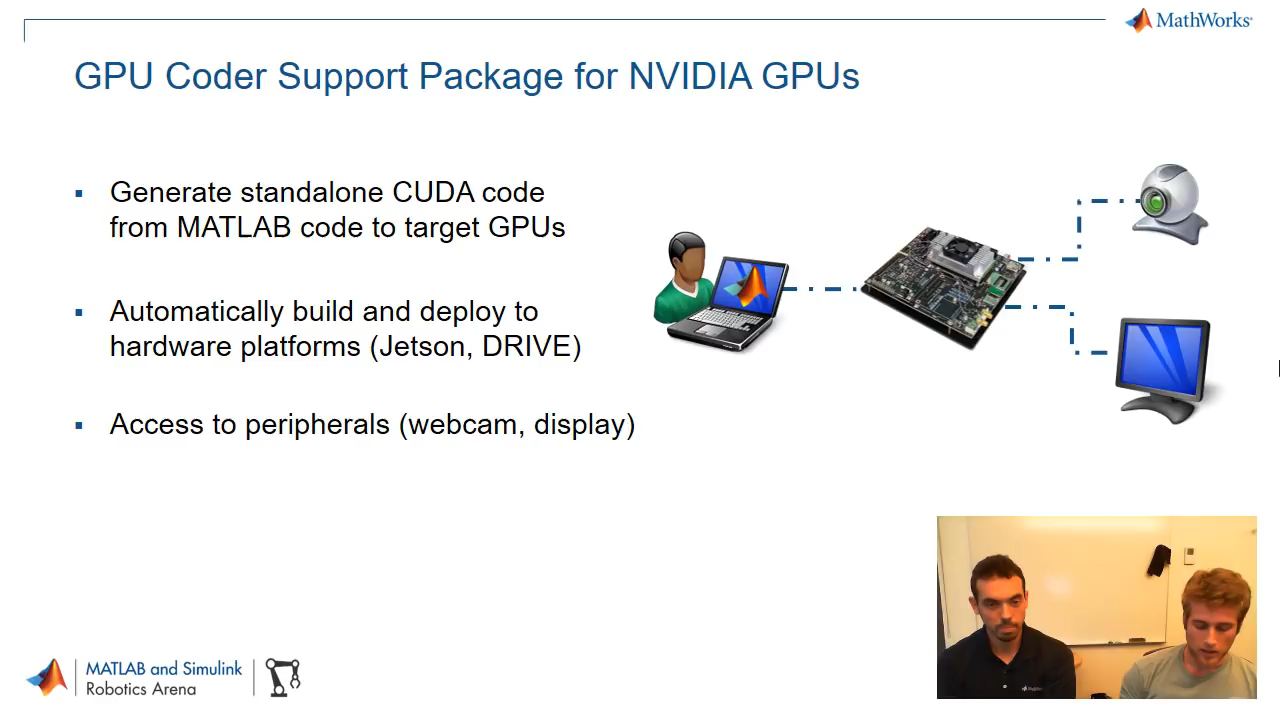 MathWorks
GPU Coder Support Package for NVIDIA GPUs
Generate standalone CUDA code
from MATLAB code to target GPUs
Automatically build and deploy to
hardware platforms (Jetson, DRIVE)
Access to peripherals (webcam, display)
MATLAB and Simulink
Robotics Arena